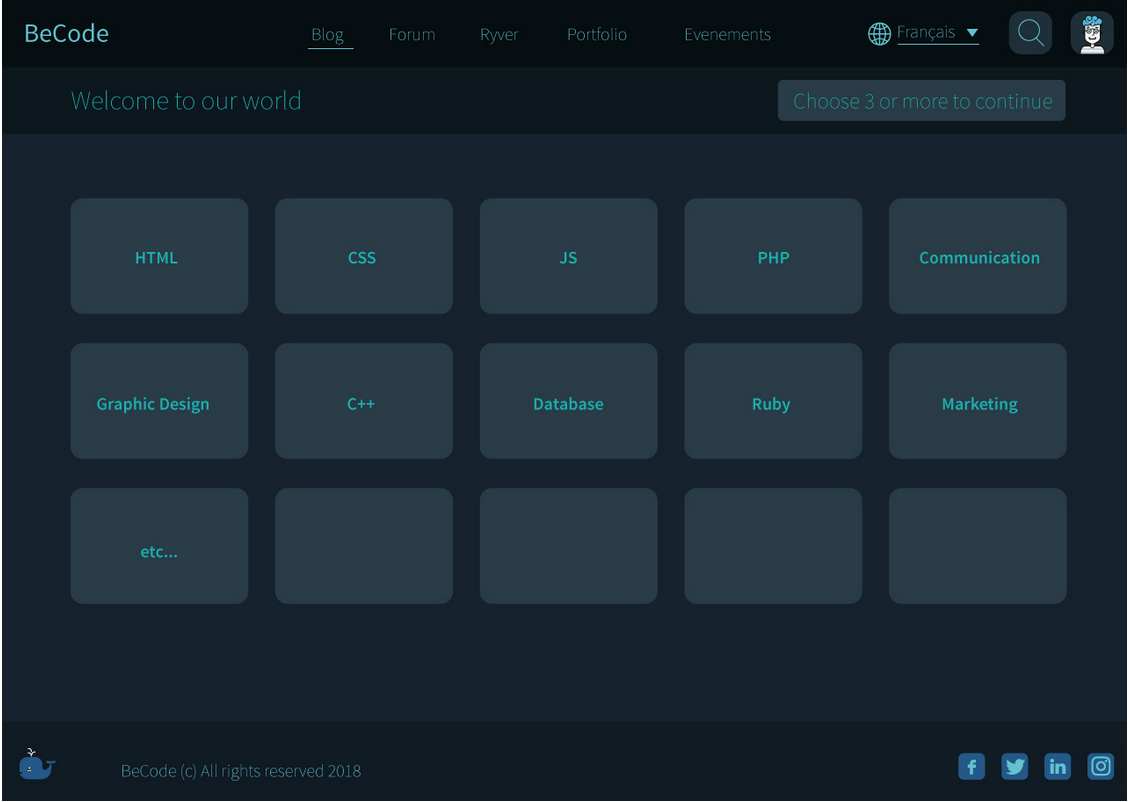 BeCode
Blog Forum Ryver Portfolio Evenements Français
Welcome to our world
Choose 3 or more to continue
HTML CSS JS PHP Communication
Graphic Design C++ Database Ruby Marketing
etc...
BeCode (c) All rights reserved 2018